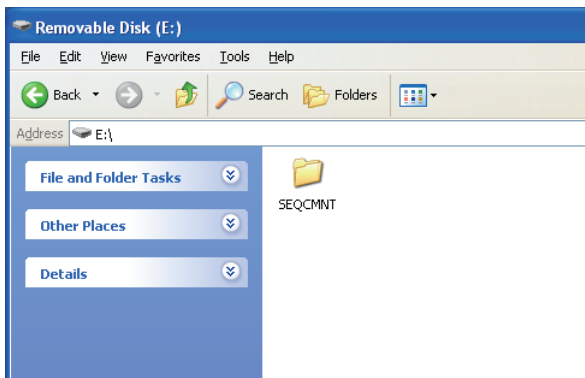 Removable Disk (E:)
File Edit View Favorites Tools Help
Back Search Folders
Address E:\
File and Folder Tasks
SEQCMNT
Other Places
Details